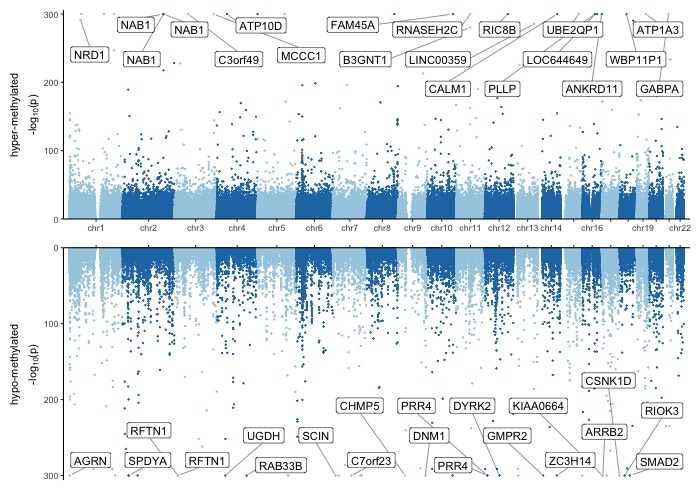 300
NAB1
NAB1
ATP10D
FAM45A
RNASEH2C
RIC8B
UBE2QP1
ATP1A3
NRD1
NAB1
C3orf49
MCCC1
B3GNT1
LINC00359
LOC644649
WBP11P1
CALM1
PLLP
ANKRD11
GABPA
200
100
0
hyper-methylated
-log10(p)
chr1 chr2 chr3 chr4 chr5 chr6 chr7 chr8 chr9 chr10 chr11 chr12 chr13 chr14 chr16 chr19 chr22
0
100
200
300
hypo-methylated
-log10(p)
CSNK1D
CHMP5
PRR4
DYRK2
KIAA0664
RIOK3
RFTN1
UGDH
SCIN
DNM1
GMPR2
ARRB2
AGRN
SPDYA
RFTN1
RAB33B
C7orf23
PRR4
ZC3H14
SMAD2